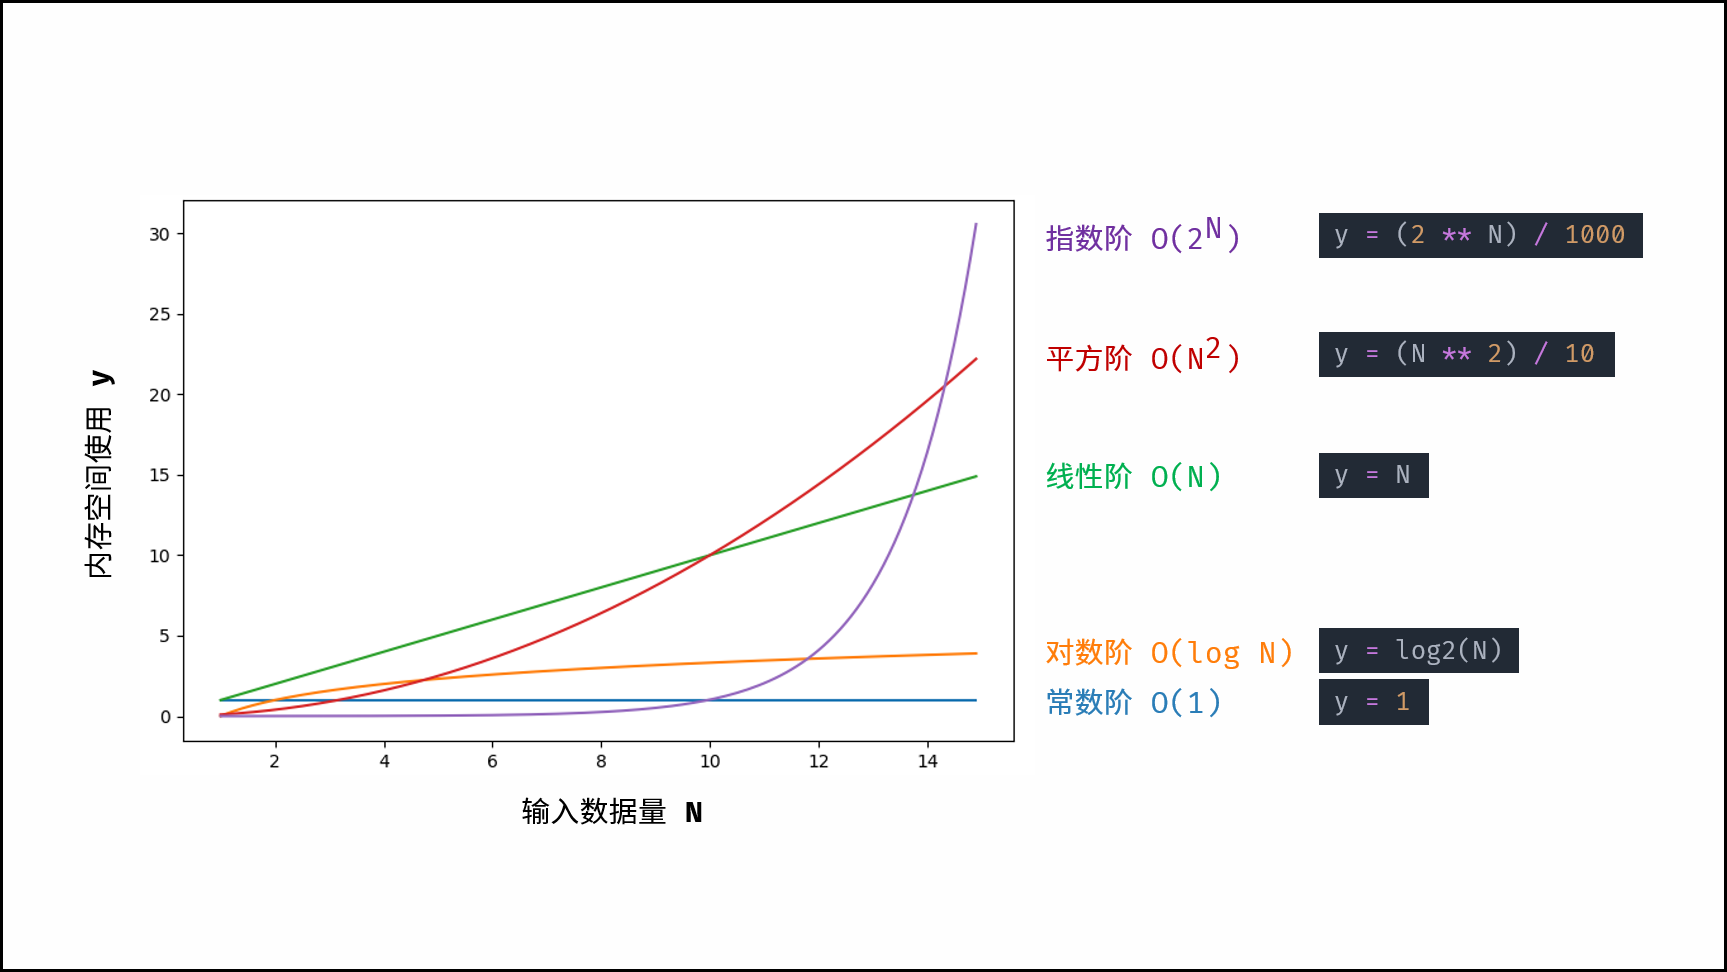 30
25
20
15
10
5
0
2 4 6 8 10 12 14
内存空间使用 y
输入数据量 N
指数阶 O(2^N) y = (2 ** N) / 1000
平方阶 O(N^2) y = (N ** 2) / 10
线性阶 O(N) y = N
对数阶 O(log N) y = log2(N)
常数阶 O(1) y = 1